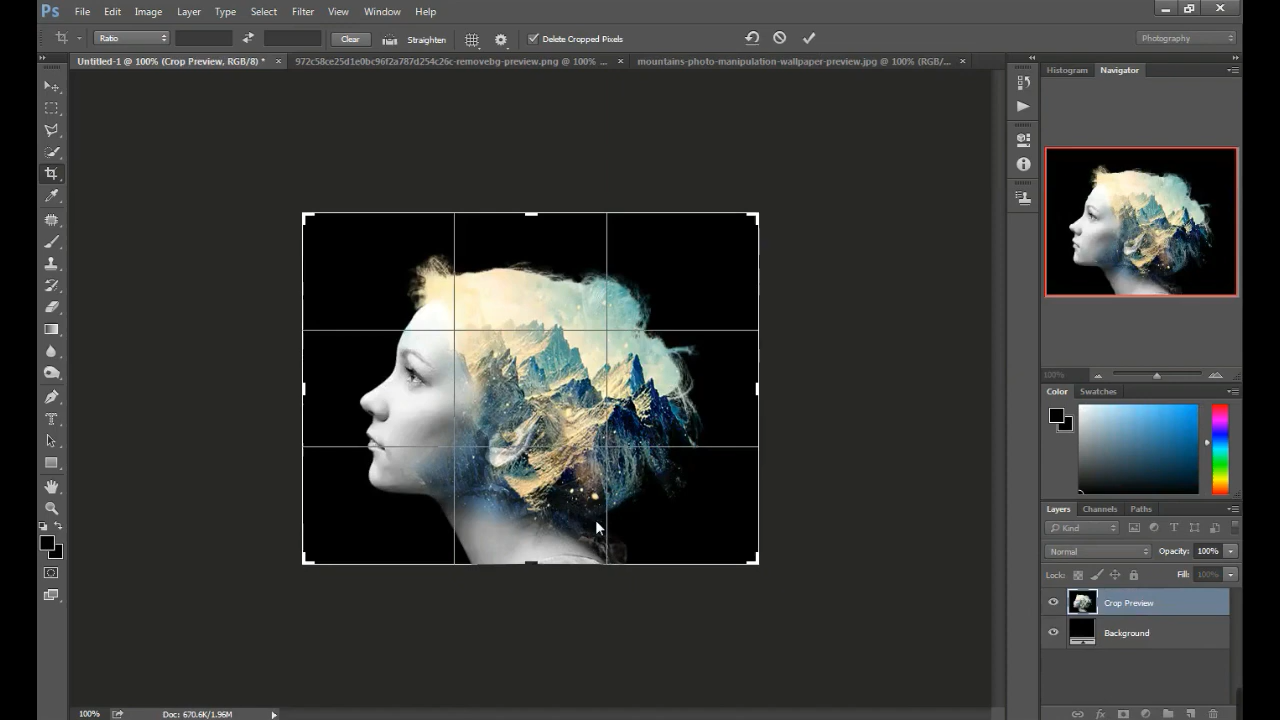 Ps File Edit Image Layer Type Select Filter View Window Help
Ratio Clear Straighten Delete Cropped Pixels Photography
Untitled-1 @ 100% (Crop Preview, RGB/8) * × 972c58ce25d1e0bc96f2a787d254c26c-removebg-preview.png @ 100% ... × mountains-photo-manipulation-wallpaper-preview.jpg @ 100% (RGB/... ×
Histogram Navigator
100%
Color Swatches
Layers Channels Paths
Kind
Normal Opacity: 100%
Lock: Fill: 100%
Crop Preview
Background
100% Doc: 670.6K/1.96M